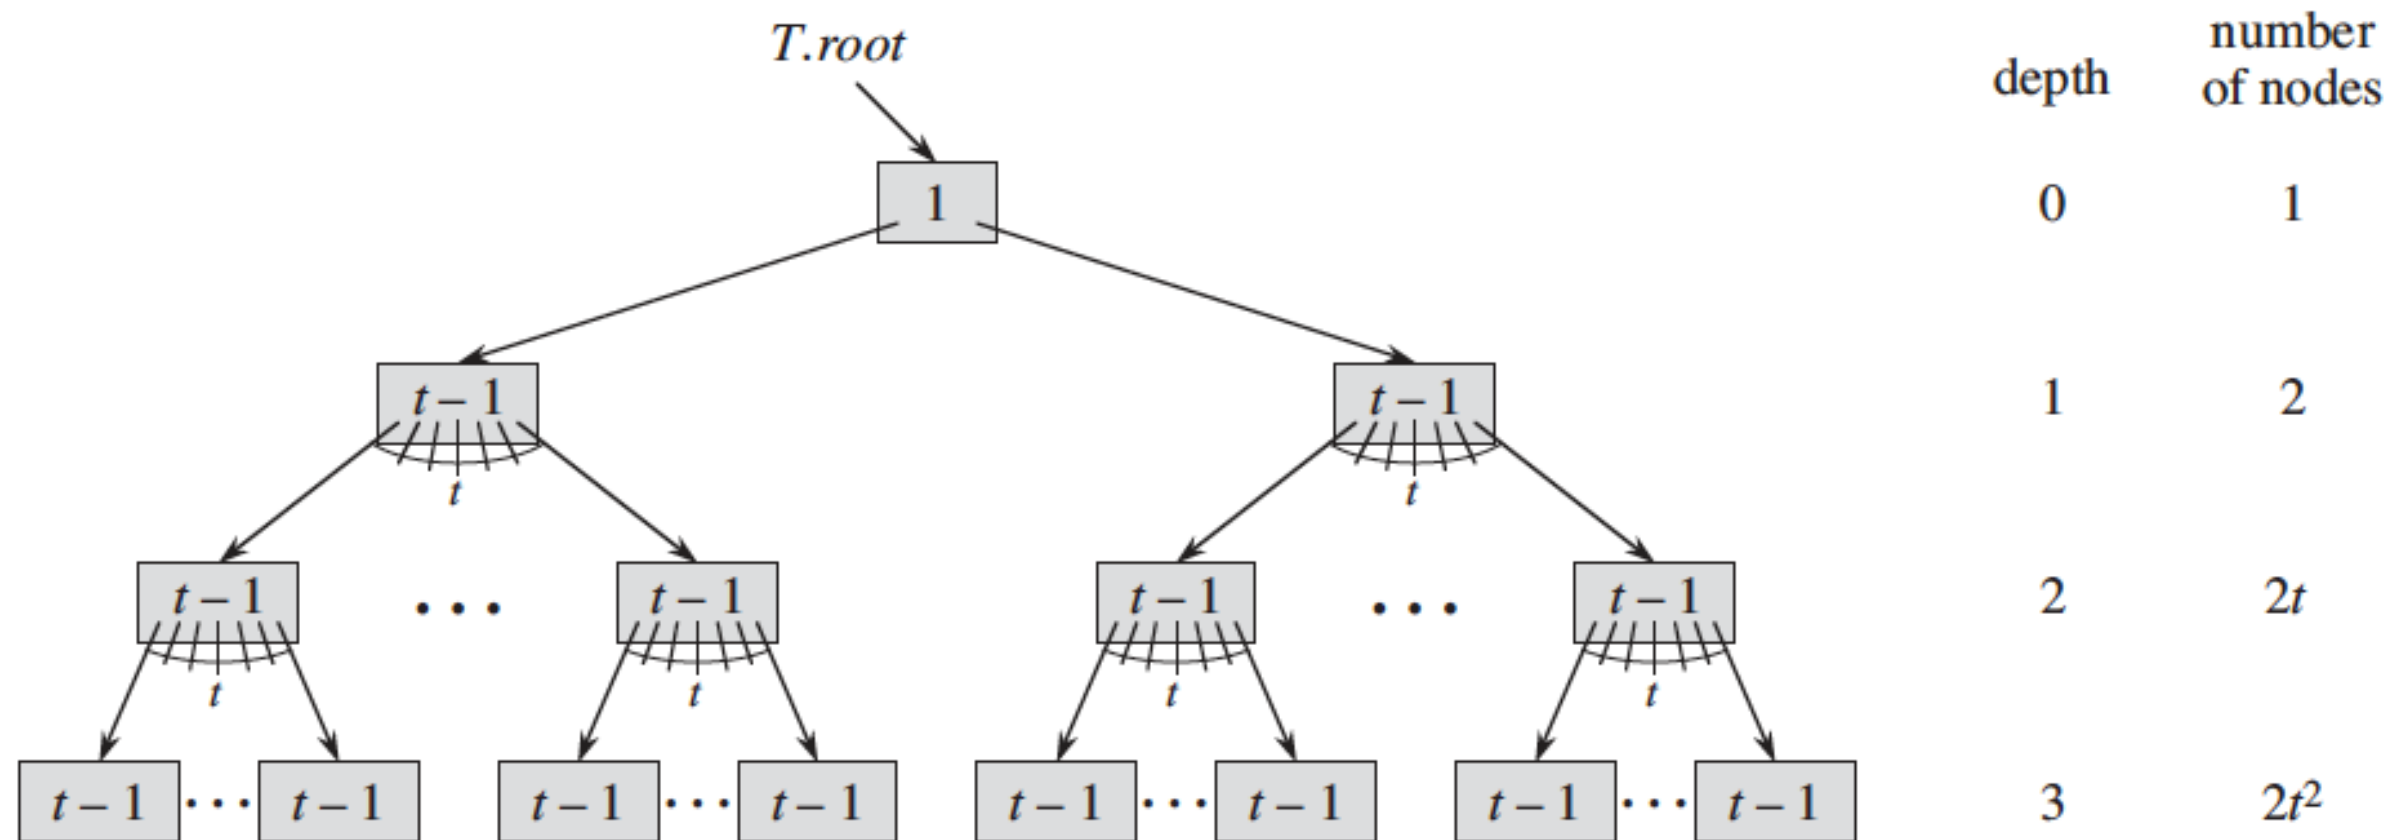 T.root
depth
number
of nodes
1
0
1
t – 1
t – 1
1
2
t
t
t – 1
. . .
t – 1
t – 1
. . .
t – 1
2
2t
t
t
t
t
t – 1 . . . t – 1
t – 1 . . . t – 1
t – 1 . . . t – 1
t – 1 . . . t – 1
3
2t²